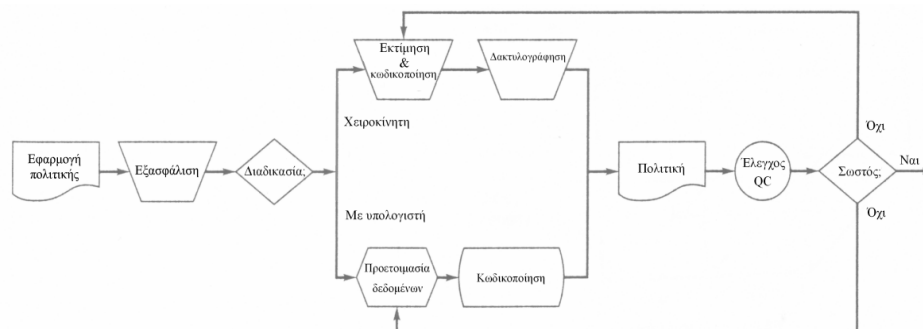 Εφαρμογή
πολιτικής
Εξασφάλιση
Διαδικασία;
Εκτίμηση
&
κωδικοποίηση
Δακτυλογράφηση
Χειροκίνητη
Με υπολογιστή
Προετοιμασία
δεδομένων
Κωδικοποίηση
Πολιτική
Έλεγχος
QC
Σωστός;
Όχι
Ναι
Όχι